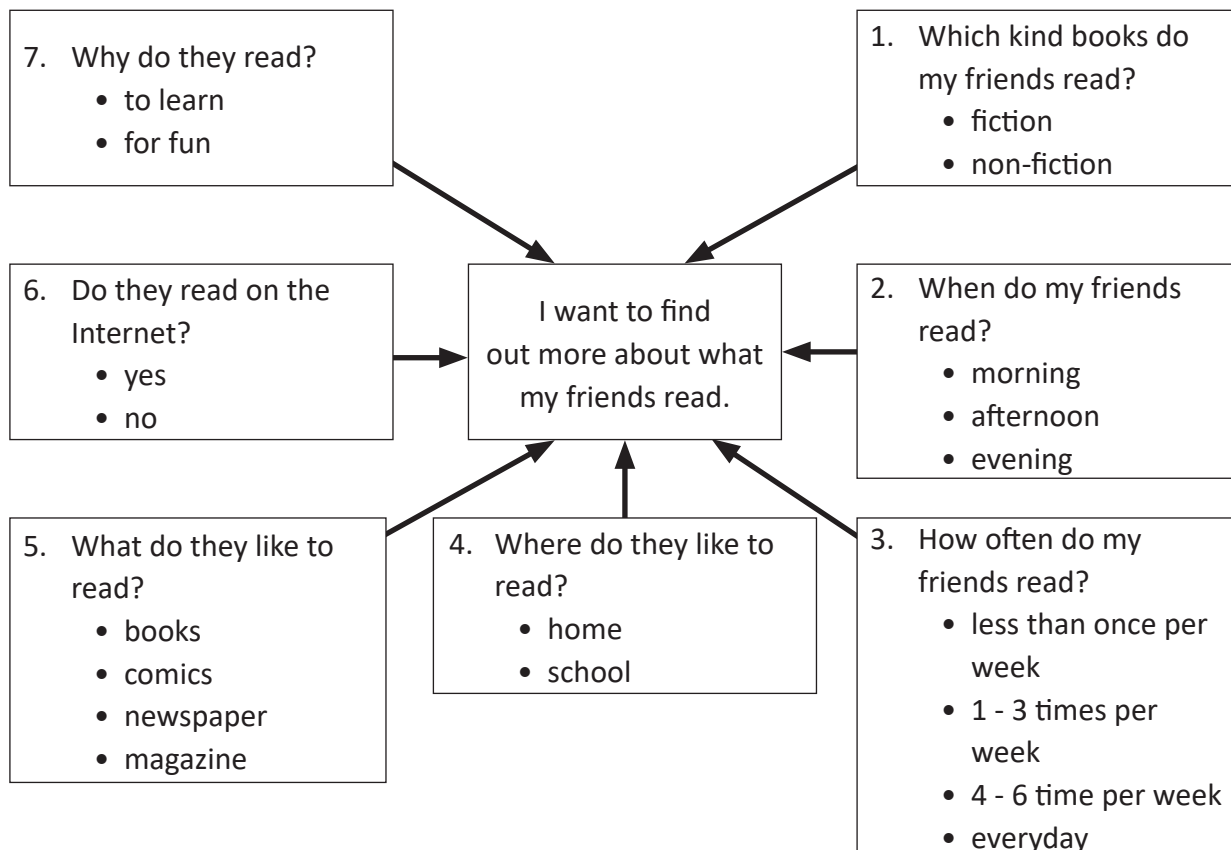 7. Why do they read?
• to learn
• for fun
1. Which kind books do
my friends read?
• fiction
• non-fiction
6. Do they read on the
Internet?
• yes
• no
I want to find
out more about what
my friends read.
2. When do my friends
read?
• morning
• afternoon
• evening
5. What do they like to
read?
• books
• comics
• newspaper
• magazine
4. Where do they like to
read?
• home
• school
3. How often do my
friends read?
• less than once per
week
• 1 - 3 times per
week
• 4 - 6 time per week
• everyday